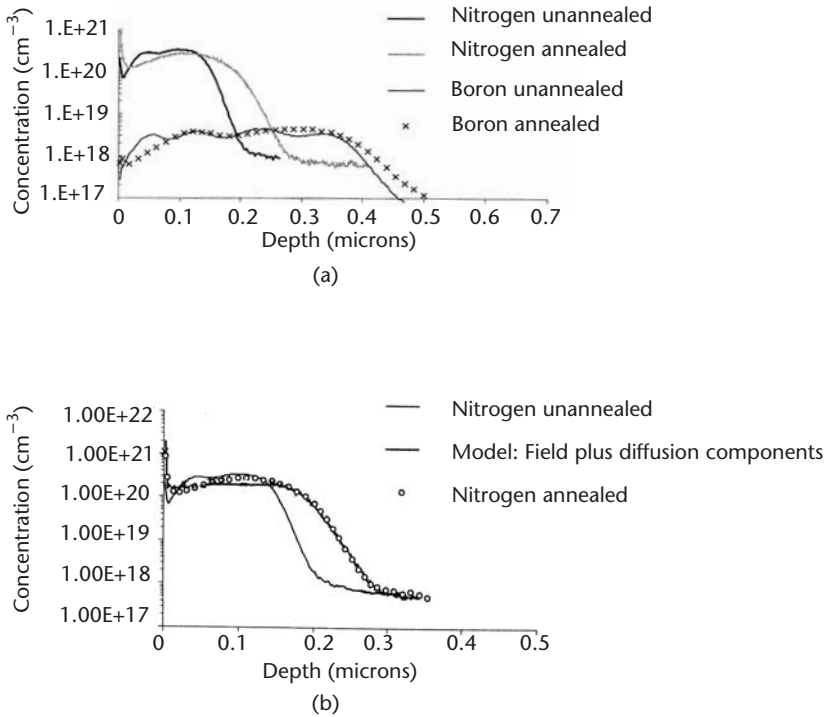 Concentration (cm−3)
1.E+21
1.E+20
1.E+19
1.E+18
1.E+17
0 0.1 0.2 0.3 0.4 0.5 0.6 0.7
Depth (microns)
Nitrogen unannealed
Nitrogen annealed
Boron unannealed
Boron annealed
(a)
Concentration (cm−3)
1.00E+22
1.00E+21
1.00E+20
1.00E+19
1.00E+18
1.00E+17
0 0.1 0.2 0.3 0.4 0.5
Depth (microns)
Nitrogen unannealed
Model: Field plus diffusion components
Nitrogen annealed
(b)